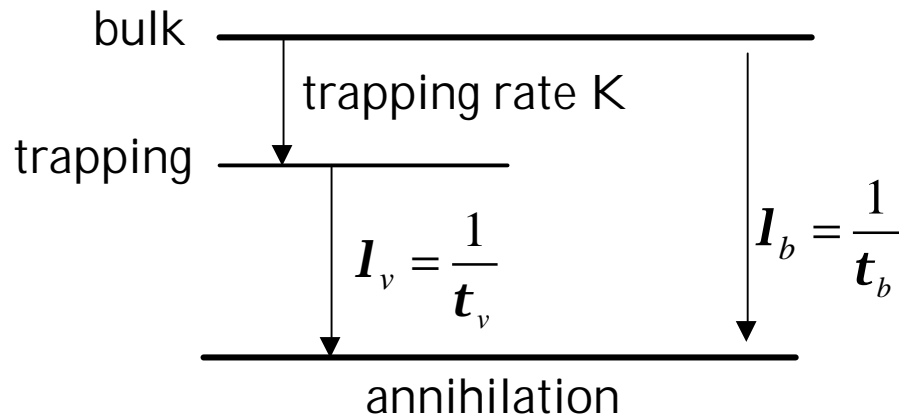 bulk
trapping rate K
trapping
l_v = 1/t_v
l_b = 1/t_b
annihilation